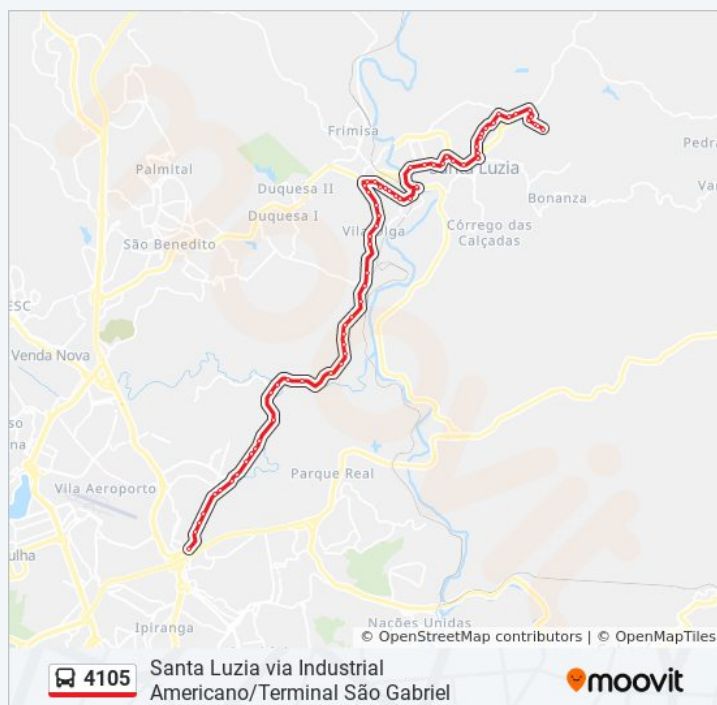 Frimisa
Palmital
Pedra
Santa Luzia
Duquesa II
Bonanza
Va
Duquesa I
Vila Olga
Córrego das
Calçadas
São Benedito
ESC
Venda Nova
so
na
Parque Real
Vila Aeroporto
ulha
Nações Unidas
Ipiranga
© OpenStreetMap contributors | © OpenMapTiles
4105
Santa Luzia via Industrial
Americano/Terminal São Gabriel
moovit